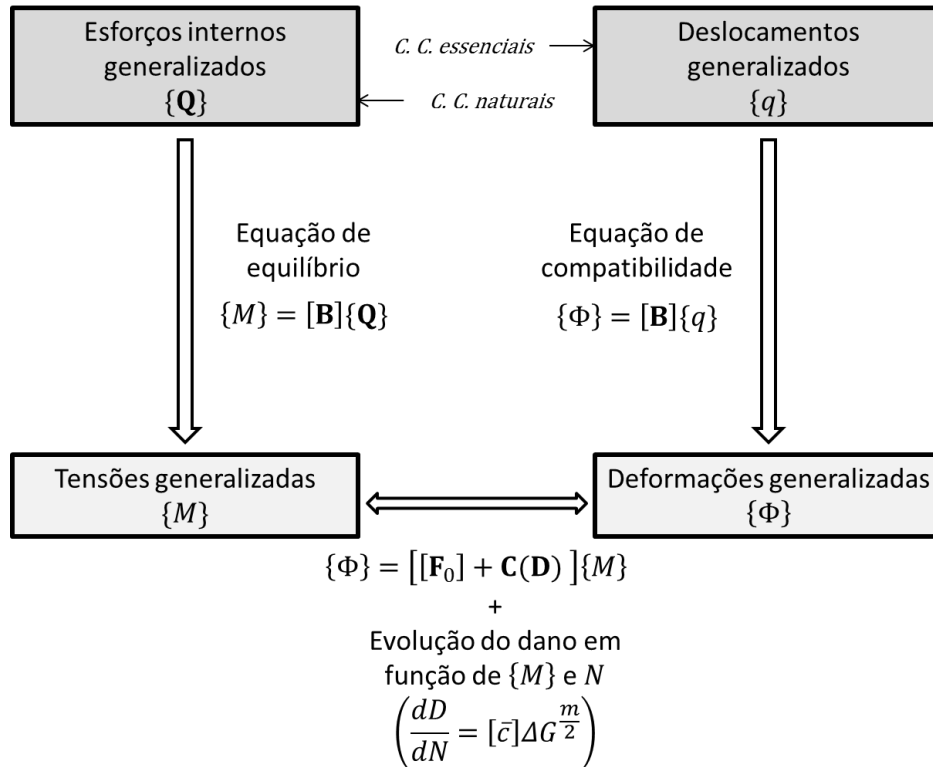 Esforços internos
generalizados
{𝐐}
C. C. essenciais
C. C. naturais
Deslocamentos
generalizados
{q}
Equação de
equilíbrio
{M} = [𝐁]{𝐐}
Equação de
compatibilidade
{Φ} = [𝐁]{q}
Tensões generalizadas
{M}
Deformações generalizadas
{Φ}
{Φ} = [[𝐅₀] + 𝐂(𝐃) ]{M}
+
Evolução do dano em
função de {M} e N
(dD/dN = [c̄]ΔG^(m/2))